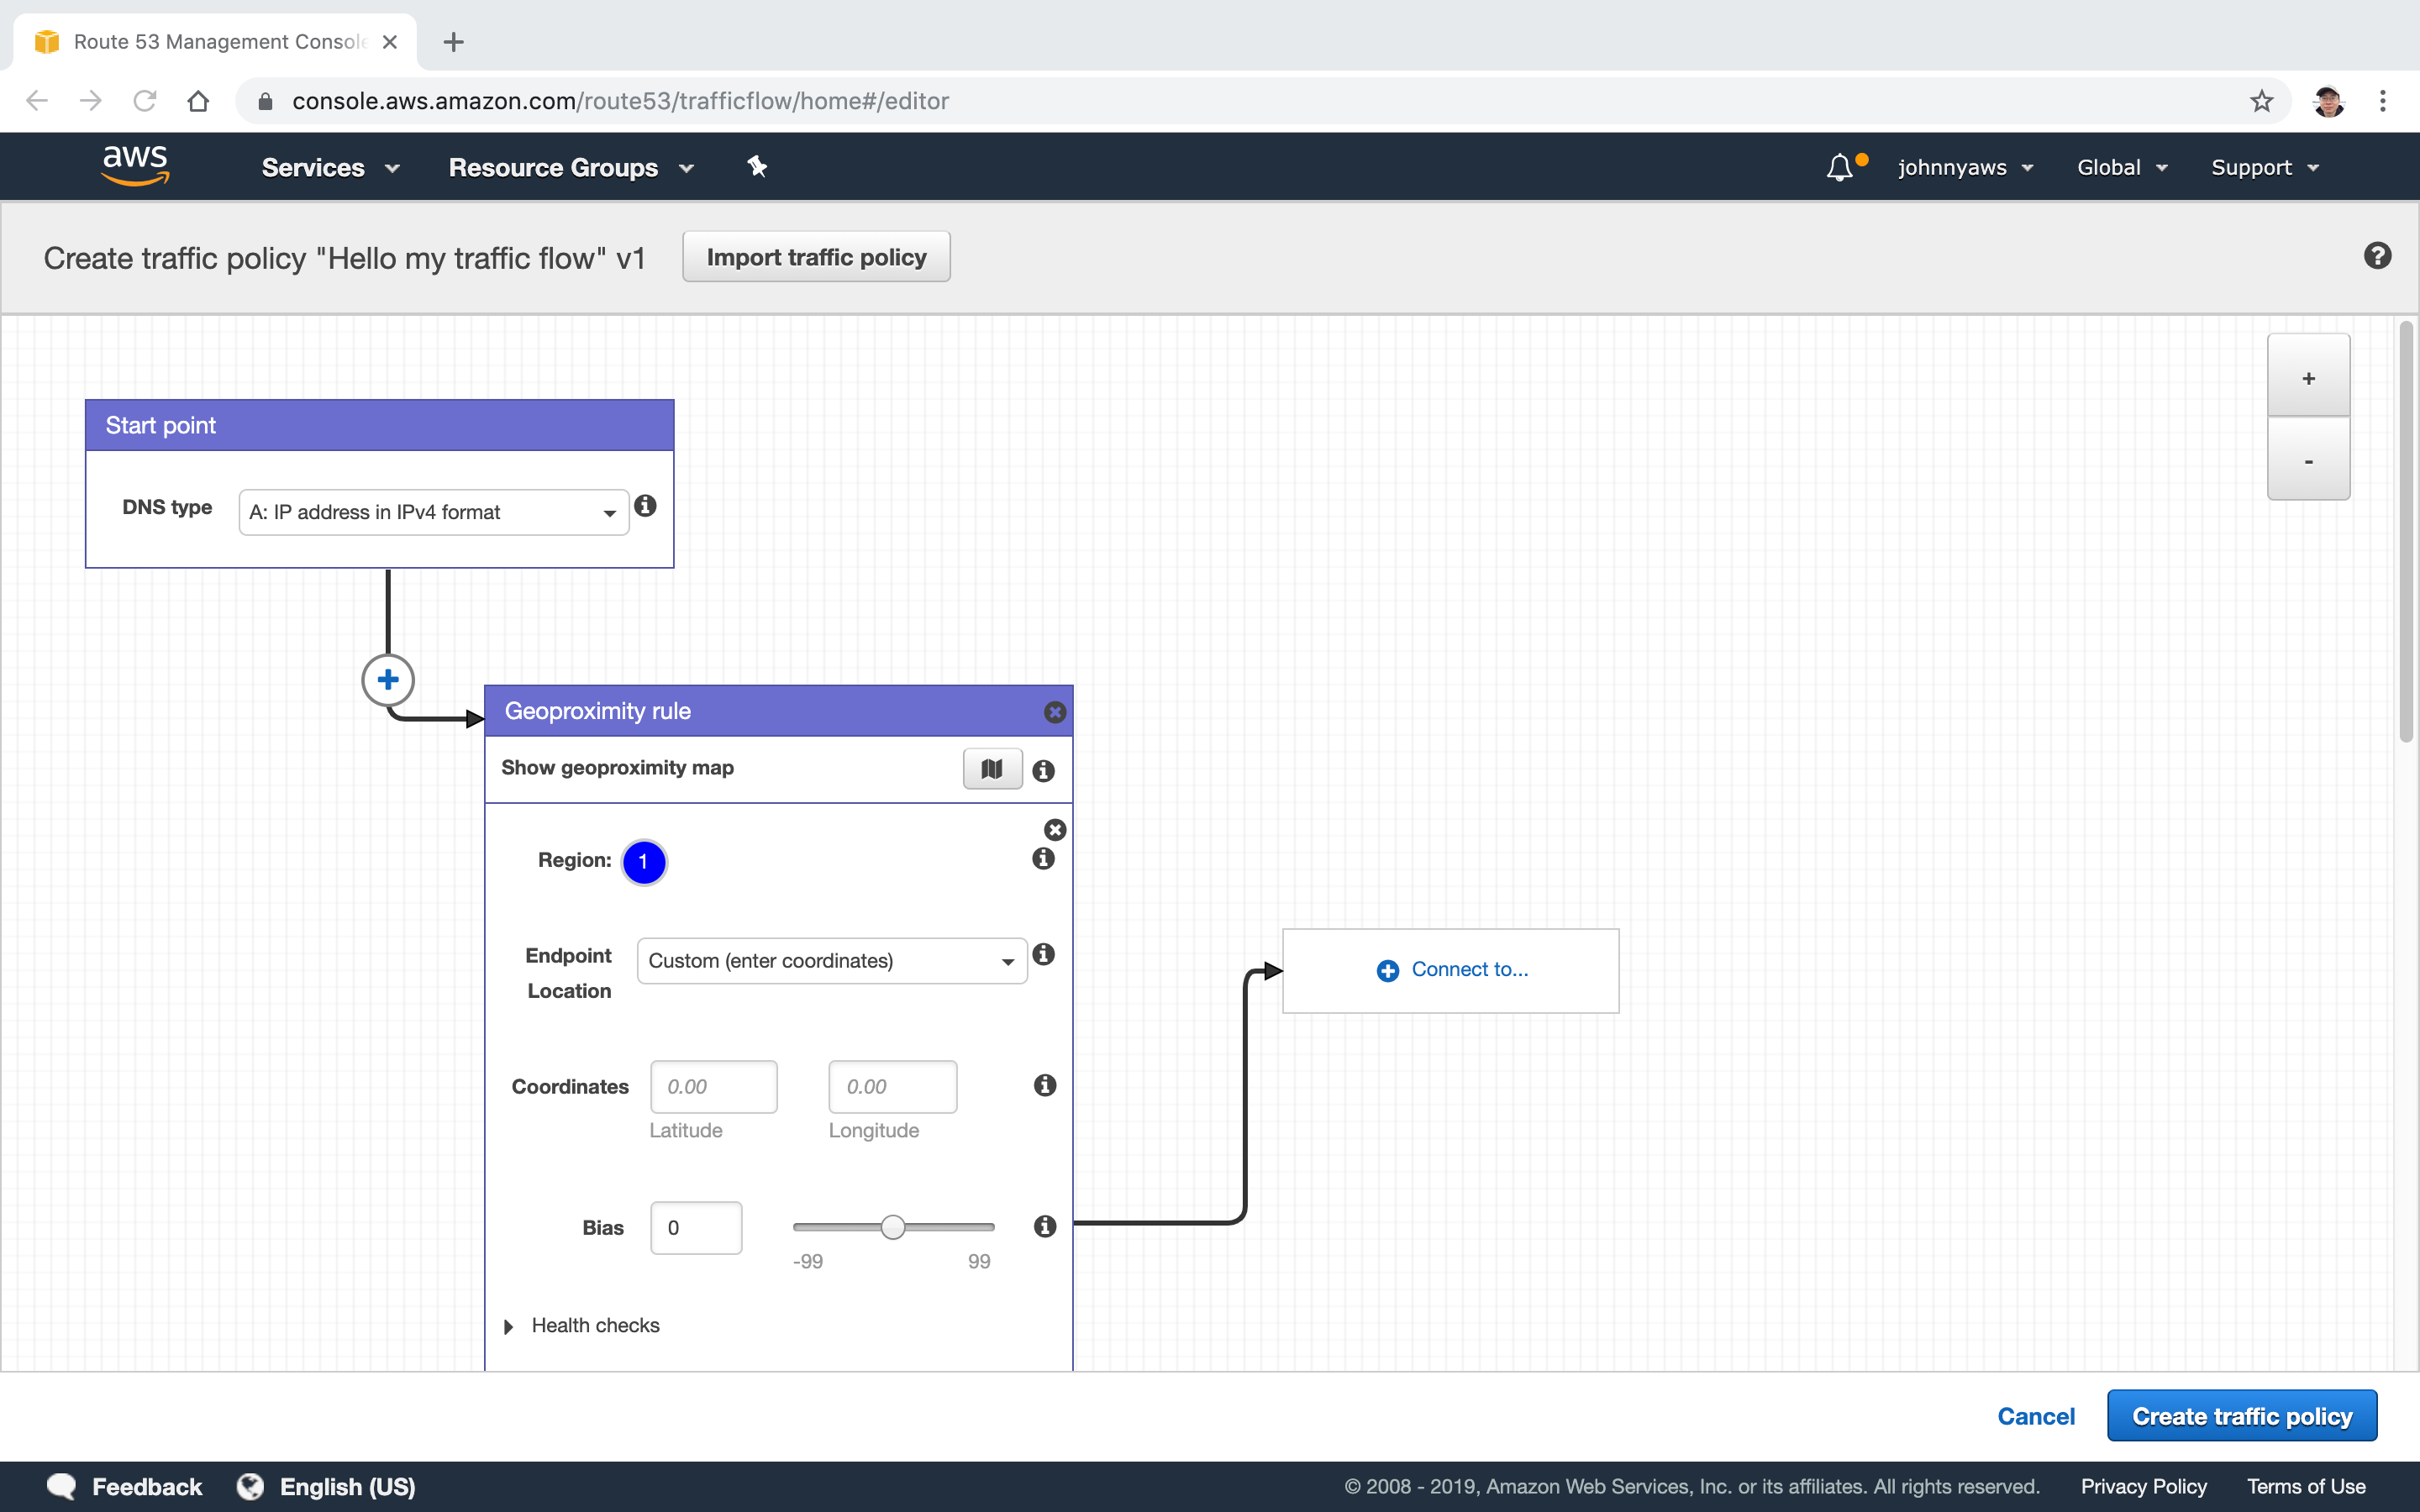 Route 53 Management Console
console.aws.amazon.com/route53/trafficflow/home#/editor
aws
Services
Resource Groups
johnnyaws
Global
Support
Create traffic policy "Hello my traffic flow" v1
Import traffic policy
+
-
Start point
DNS type
A: IP address in IPv4 format
Geoproximity rule
Show geoproximity map
Region:
1
Endpoint
Location
Custom (enter coordinates)
Connect to...
Coordinates
0.00
0.00
Latitude
Longitude
Bias
0
-99
99
Health checks
Cancel
Create traffic policy
Feedback
English (US)
© 2008 - 2019, Amazon Web Services, Inc. or its affiliates. All rights reserved.
Privacy Policy
Terms of Use